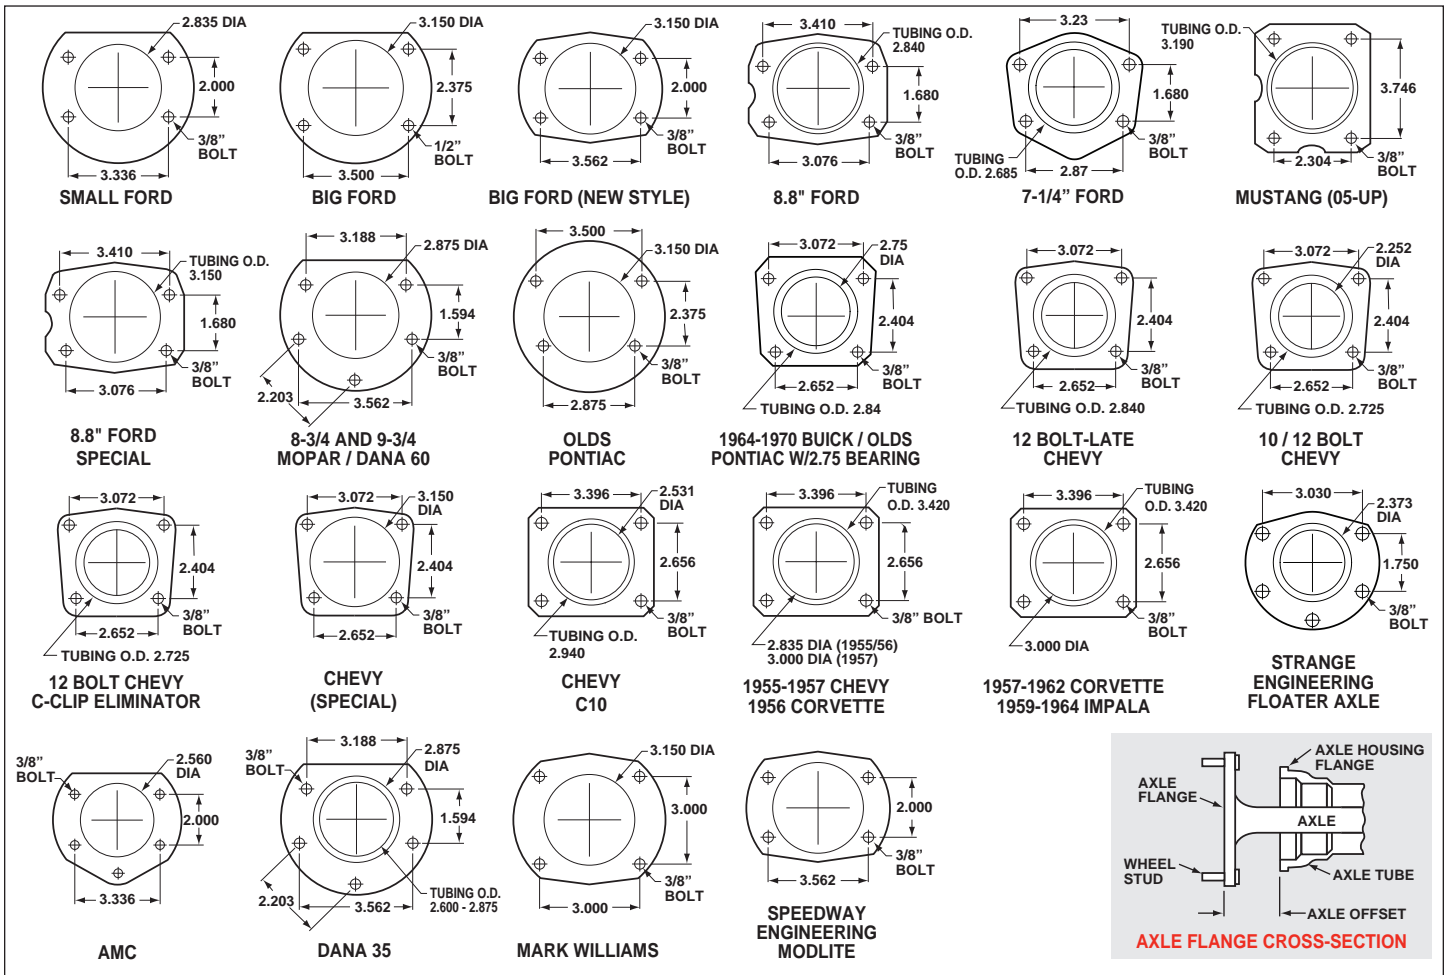 2.835 DIA
2.000
3/8”
BOLT
3.336
SMALL FORD
3.150 DIA
2.375
1/2”
BOLT
3.500
BIG FORD
3.150 DIA
2.000
3/8”
BOLT
3.562
BIG FORD (NEW STYLE)
3.410
TUBING O.D.
2.840
1.680
3/8”
BOLT
3.076
8.8" FORD
3.23
1.680
3/8”
BOLT
TUBING
O.D. 2.685
2.87
7-1/4” FORD
TUBING O.D.
3.190
3.746
2.304
3/8”
BOLT
MUSTANG (05-UP)
3.410
TUBING O.D.
3.150
1.680
3/8”
BOLT
3.076
8.8" FORD
SPECIAL
3.188
2.875 DIA
1.594
3/8”
BOLT
2.203
3.562
8-3/4 AND 9-3/4
MOPAR / DANA 60
3.500
3.150 DIA
2.375
3/8”
BOLT
2.875
OLDS
PONTIAC
3.072
2.75
DIA
2.404
3/8”
BOLT
2.652
TUBING O.D. 2.84
1964-1970 BUICK / OLDS
PONTIAC W/2.75 BEARING
3.072
2.404
3/8”
BOLT
2.652
TUBING O.D. 2.840
12 BOLT-LATE
CHEVY
3.072
2.252
DIA
2.404
3/8”
BOLT
2.652
TUBING O.D. 2.725
10 / 12 BOLT
CHEVY
3.072
2.404
3/8”
BOLT
2.652
TUBING O.D. 2.725
12 BOLT CHEVY
C-CLIP ELIMINATOR
3.072
3.150
DIA
2.404
3/8”
BOLT
2.652
CHEVY
(SPECIAL)
3.396
2.531
DIA
2.656
3/8”
BOLT
TUBING O.D.
2.940
CHEVY
C10
3.396
TUBING
O.D. 3.420
2.656
3/8” BOLT
2.835 DIA (1955/56)
3.000 DIA (1957)
1955-1957 CHEVY
1956 CORVETTE
3.396
TUBING
O.D. 3.420
2.656
3/8”
BOLT
3.000 DIA
1957-1962 CORVETTE
1959-1964 IMPALA
3.030
2.373
DIA
1.750
3/8”
BOLT
STRANGE
ENGINEERING
FLOATER AXLE
3/8”
BOLT
2.560
DIA
2.000
3.336
AMC
3/8”
BOLT
3.188
2.875
DIA
1.594
2.203
3.562
TUBING O.D.
2.600 - 2.875
DANA 35
3.150 DIA
3.000
3/8”
BOLT
3.000
MARK WILLIAMS
2.000
3/8”
BOLT
3.562
SPEEDWAY
ENGINEERING
MODLITE
AXLE HOUSING
FLANGE
AXLE
FLANGE
AXLE
WHEEL
STUD
AXLE TUBE
AXLE OFFSET
AXLE FLANGE CROSS-SECTION